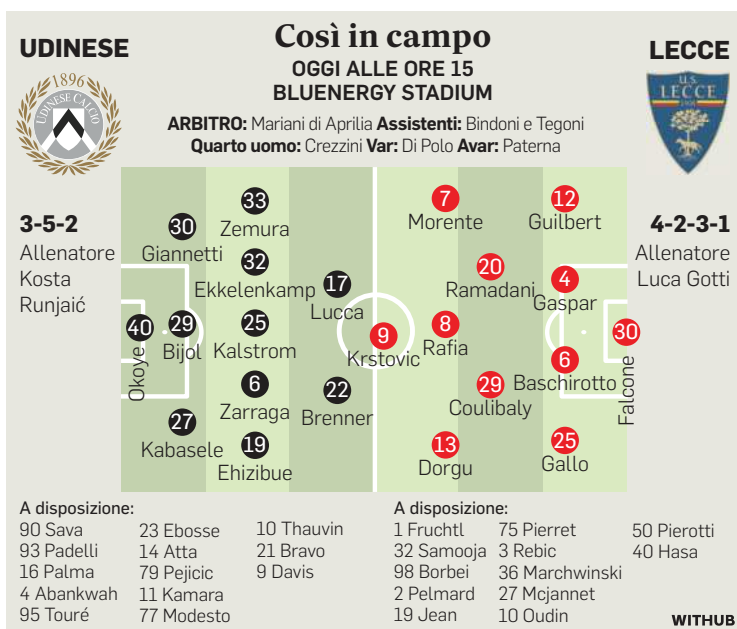 UDINESE
1896
UDINESE CALCIO
Così in campo
OGGI ALLE ORE 15
BLUENERGY STADIUM
LECCE
U.S.
LECCE
ARBITRO: Mariani di Aprilia Assistenti: Bindoni e Tegoni
Quarto uomo: Crezzini Var: Di Polo Avar: Paterna
3-5-2
Allenatore
Kosta
Runjaić
40
Okoye
30
Giannetti
29
Bijol
27
Kabasele
33
Zemura
32
Ekkelenkamp
25
Kalstrom
6
Zarraga
19
Ehizibue
17
Lucca
22
Brenner
9
Krstovic
7
Morente
8
Rafia
13
Dorgu
20
Ramadani
29
Coulibaly
12
Guilbert
4
Gaspar
6
Baschirotto
25
Gallo
30
Falcone
4-2-3-1
Allenatore
Luca Gotti
A disposizione:
90 Sava
93 Padelli
16 Palma
4 Abankwah
95 Touré
23 Ebosse
14 Atta
79 Pejicic
11 Kamara
77 Modesto
10 Thauvin
21 Bravo
9 Davis
A disposizione:
1 Fruchtl
32 Samooja
98 Borbei
2 Pelmard
19 Jean
75 Pierret
3 Rebic
36 Marchwinski
27 Mcjannet
10 Oudin
50 Pierotti
40 Hasa
WITHUB